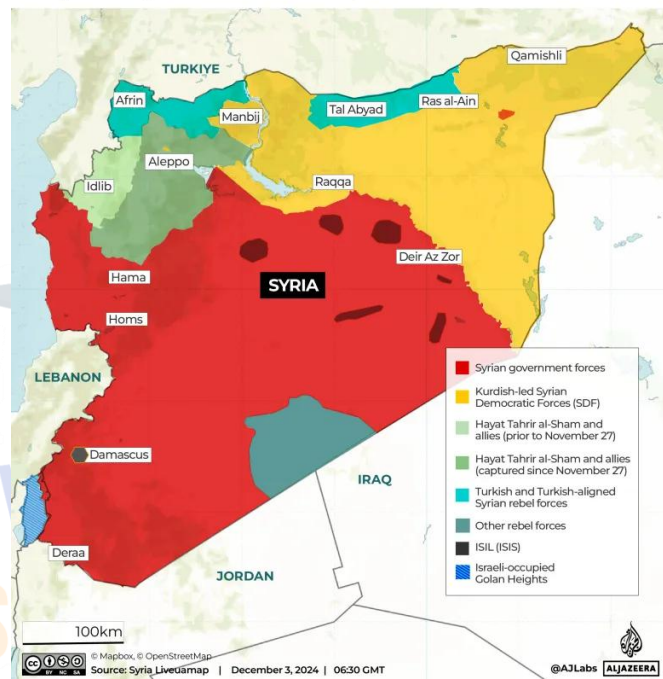 TURKIYE
Qamishli
Afrin
Manbij
Tal Abyad
Ras al-Ain
Aleppo
Idlib
Raqqa
Deir Az Zor
Hama
SYRIA
Homs
LEBANON
Damascus
IRAQ
Deraa
JORDAN
Syrian government forces
Kurdish-led Syrian
Democratic Forces (SDF)
Hayat Tahrir al-Sham and
allies (prior to November 27)
Hayat Tahrir al-Sham and allies
(captured since November 27)
Turkish and Turkish-aligned
Syrian rebel forces
Other rebel forces
ISIL (ISIS)
Israeli-occupied
Golan Heights
100km
© Mapbox, © OpenStreetMap
CC BY NC SA
Source: Syria Liveuamap | December 3, 2024 | 06:30 GMT
@AJLabs
ALJAZEERA